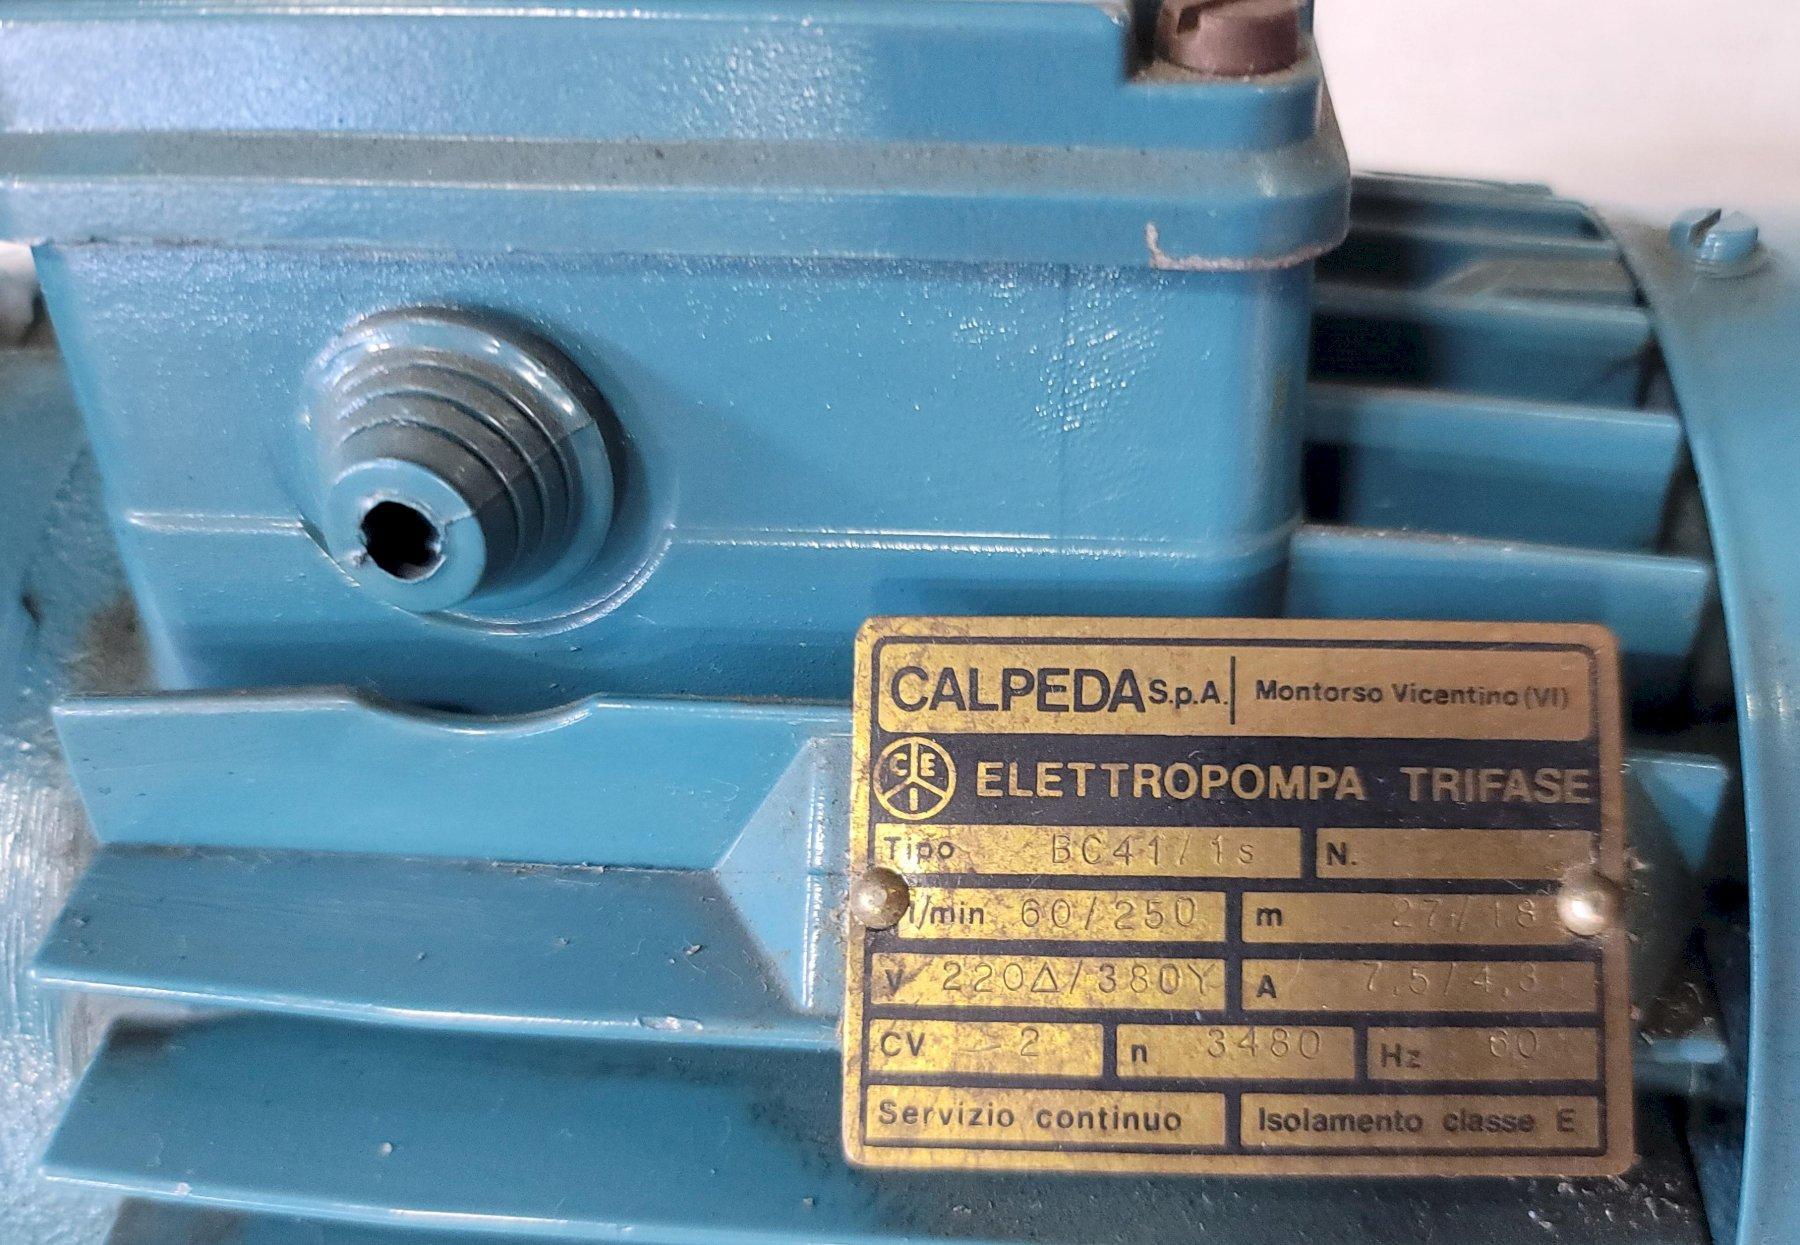 CALPEDA S.p.A. Montorso Vicentino (VI)
CEI ELETTROPOMPA TRIFASE
Tipo BC41/1s N.
l/min 60/250 m 27/18
V 220Δ/380Y A 7,5/4,3
CV 2 n 3480 Hz 60
Servizio continuo Isolamento classe E